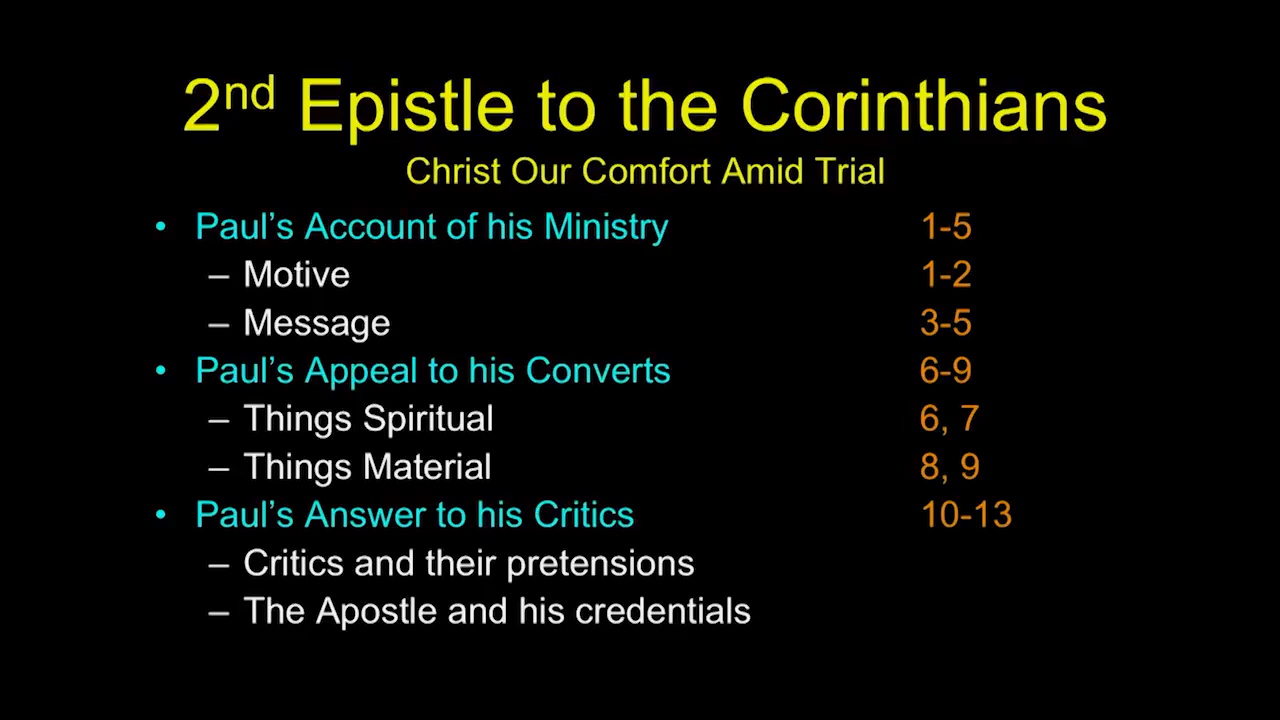 2nd Epistle to the Corinthians
Christ Our Comfort Amid Trial
• Paul's Account of his Ministry 1-5
– Motive 1-2
– Message 3-5
• Paul's Appeal to his Converts 6-9
– Things Spiritual 6, 7
– Things Material 8, 9
• Paul's Answer to his Critics 10-13
– Critics and their pretensions
– The Apostle and his credentials